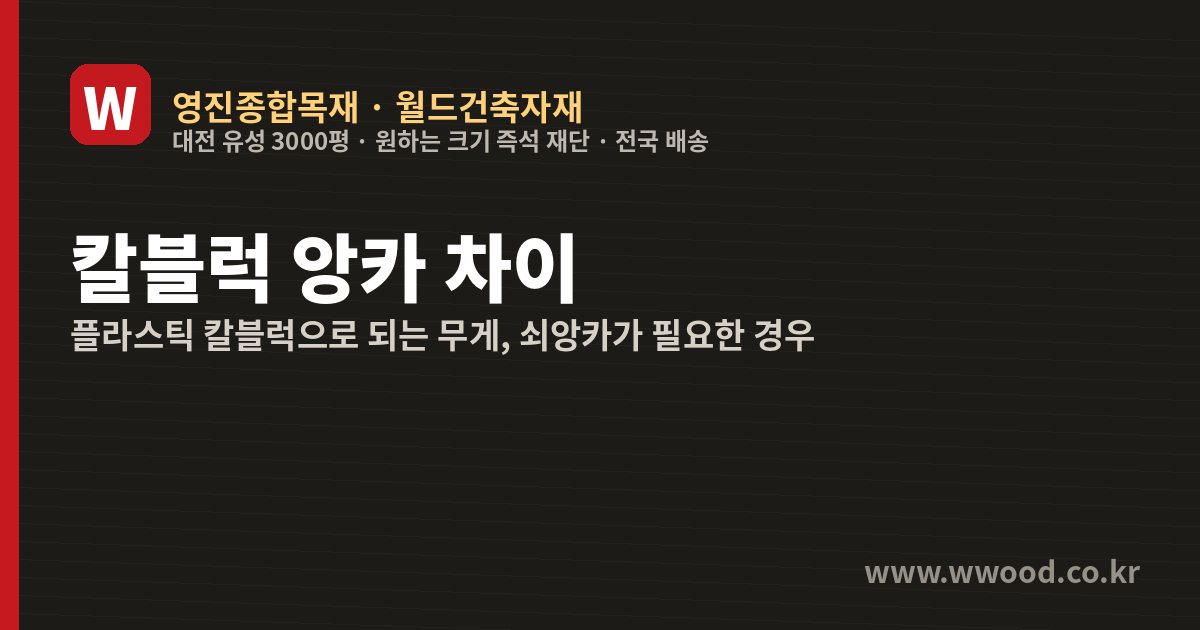 W
영진종합목재 · 월드건축자재
대전 유성 3000평 · 원하는 크기 즉석 재단 · 전국 배송
칼블럭 앙카 차이
플라스틱 칼블럭으로 되는 무게, 쇠앙카가 필요한 경우
www.wwood.co.kr